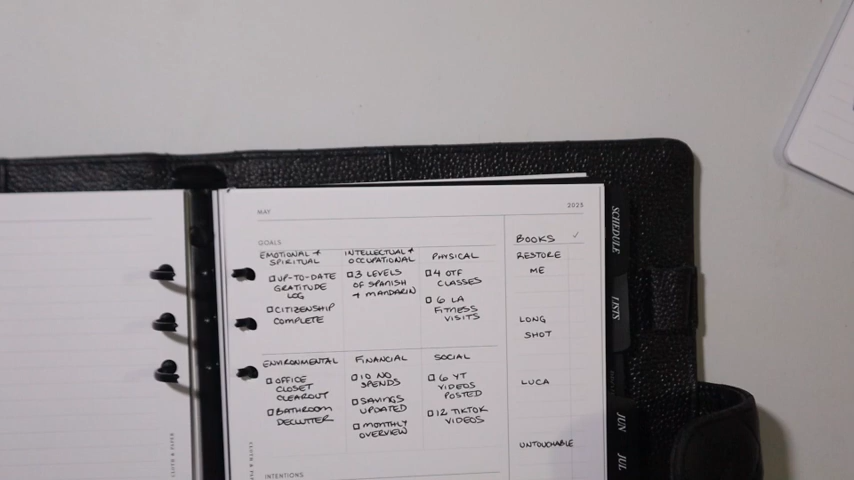 MAY
2023
GOALS
EMOTIONAL +
SPIRITUAL
UP-TO-DATE
GRATITUDE
LOG
CITIZENSHIP
COMPLETE
INTELLECTUAL +
OCCUPATIONAL
3 LEVELS
OF SPANISH
+ MANDARIN
PHYSICAL
4 OTF
CLASSES
6 LA
FITNESS
VISITS
ENVIRONMENTAL
OFFICE
CLOSET
CLEAROUT
BATHROOM
DECLUTTER
FINANCIAL
10 NO
SPENDS
SAVINGS
UPDATED
MONTHLY
OVERVIEW
SOCIAL
6 YT
VIDEOS
POSTED
12 TIKTOK
VIDEOS
INTENTIONS
BOOKS ✓
RESTORE
ME
LONG
SHOT
LUCA
UNTOUCHABLE
SCHEDULE
LISTS
JUN
JUL
CLOTH & PAPER